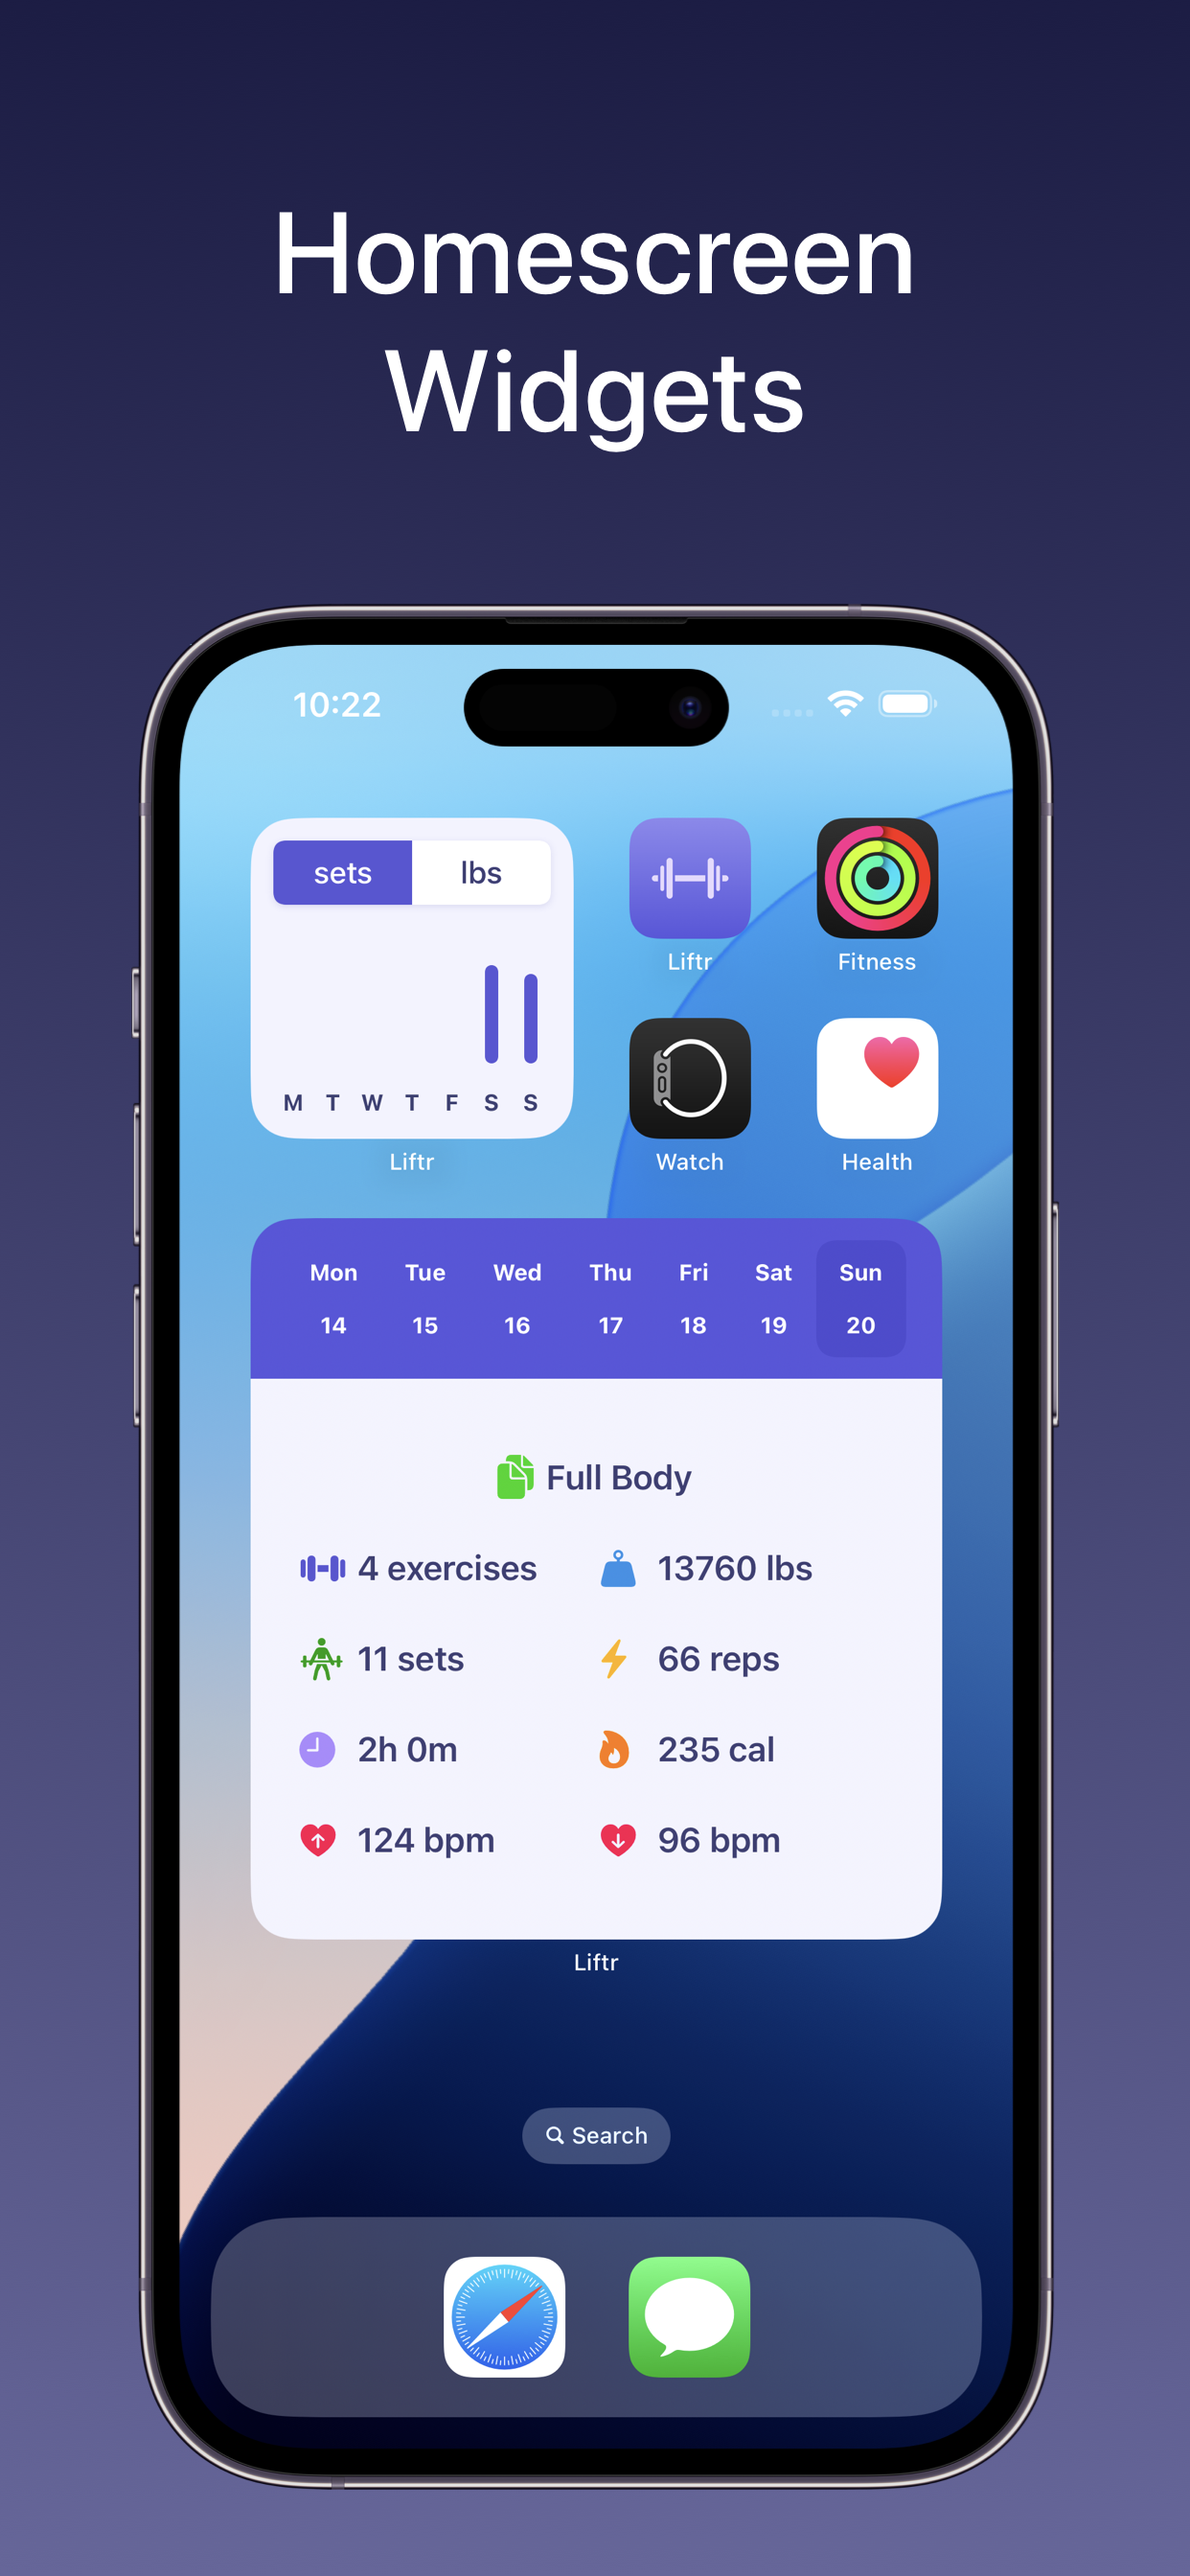 Homescreen
Widgets
10:22
sets lbs
M T W T F S S
Liftr
Liftr Fitness
Watch Health
Mon Tue Wed Thu Fri Sat Sun
14 15 16 17 18 19 20
Full Body
4 exercises 13760 lbs
11 sets 66 reps
2h 0m 235 cal
124 bpm 96 bpm
Liftr
Search